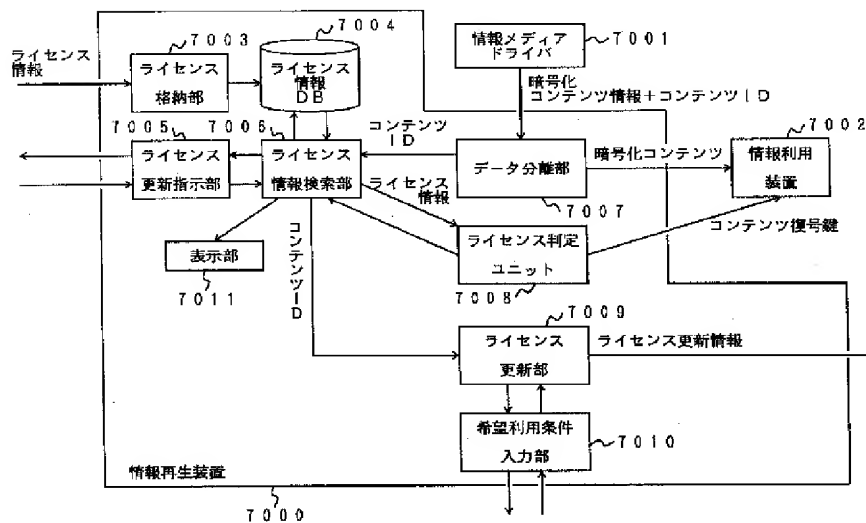 ライセンス
情報
7003
ライセンス
格納部
7004
ライセンス
情報
DB
情報メディア
ドライバ
7001
暗号化
コンテンツ情報+コンテンツID
7005
ライセンス
更新指示部
7006
ライセンス
情報検索部
コンテンツ
ID
データ分離部
7007
暗号化コンテンツ
7002
情報利用
装置
ライセンス
情報
ライセンス判定
ユニット
7008
コンテンツ復号鍵
表示部
7011
コンテンツID
7009
ライセンス
更新部
ライセンス更新情報
希望利用条件
入力部
7010
情報再生装置
7000